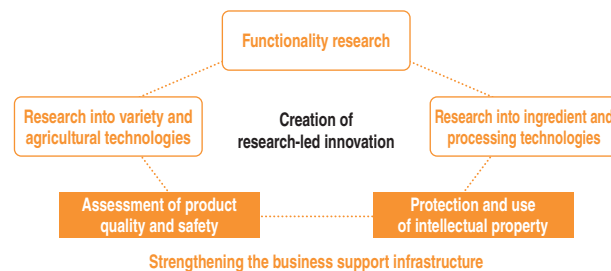 Functionality research
Research into variety and
agricultural technologies
Creation of
research-led innovation
Research into ingredient and
processing technologies
Assessment of product
quality and safety
Protection and use
of intellectual property
Strengthening the business support infrastructure